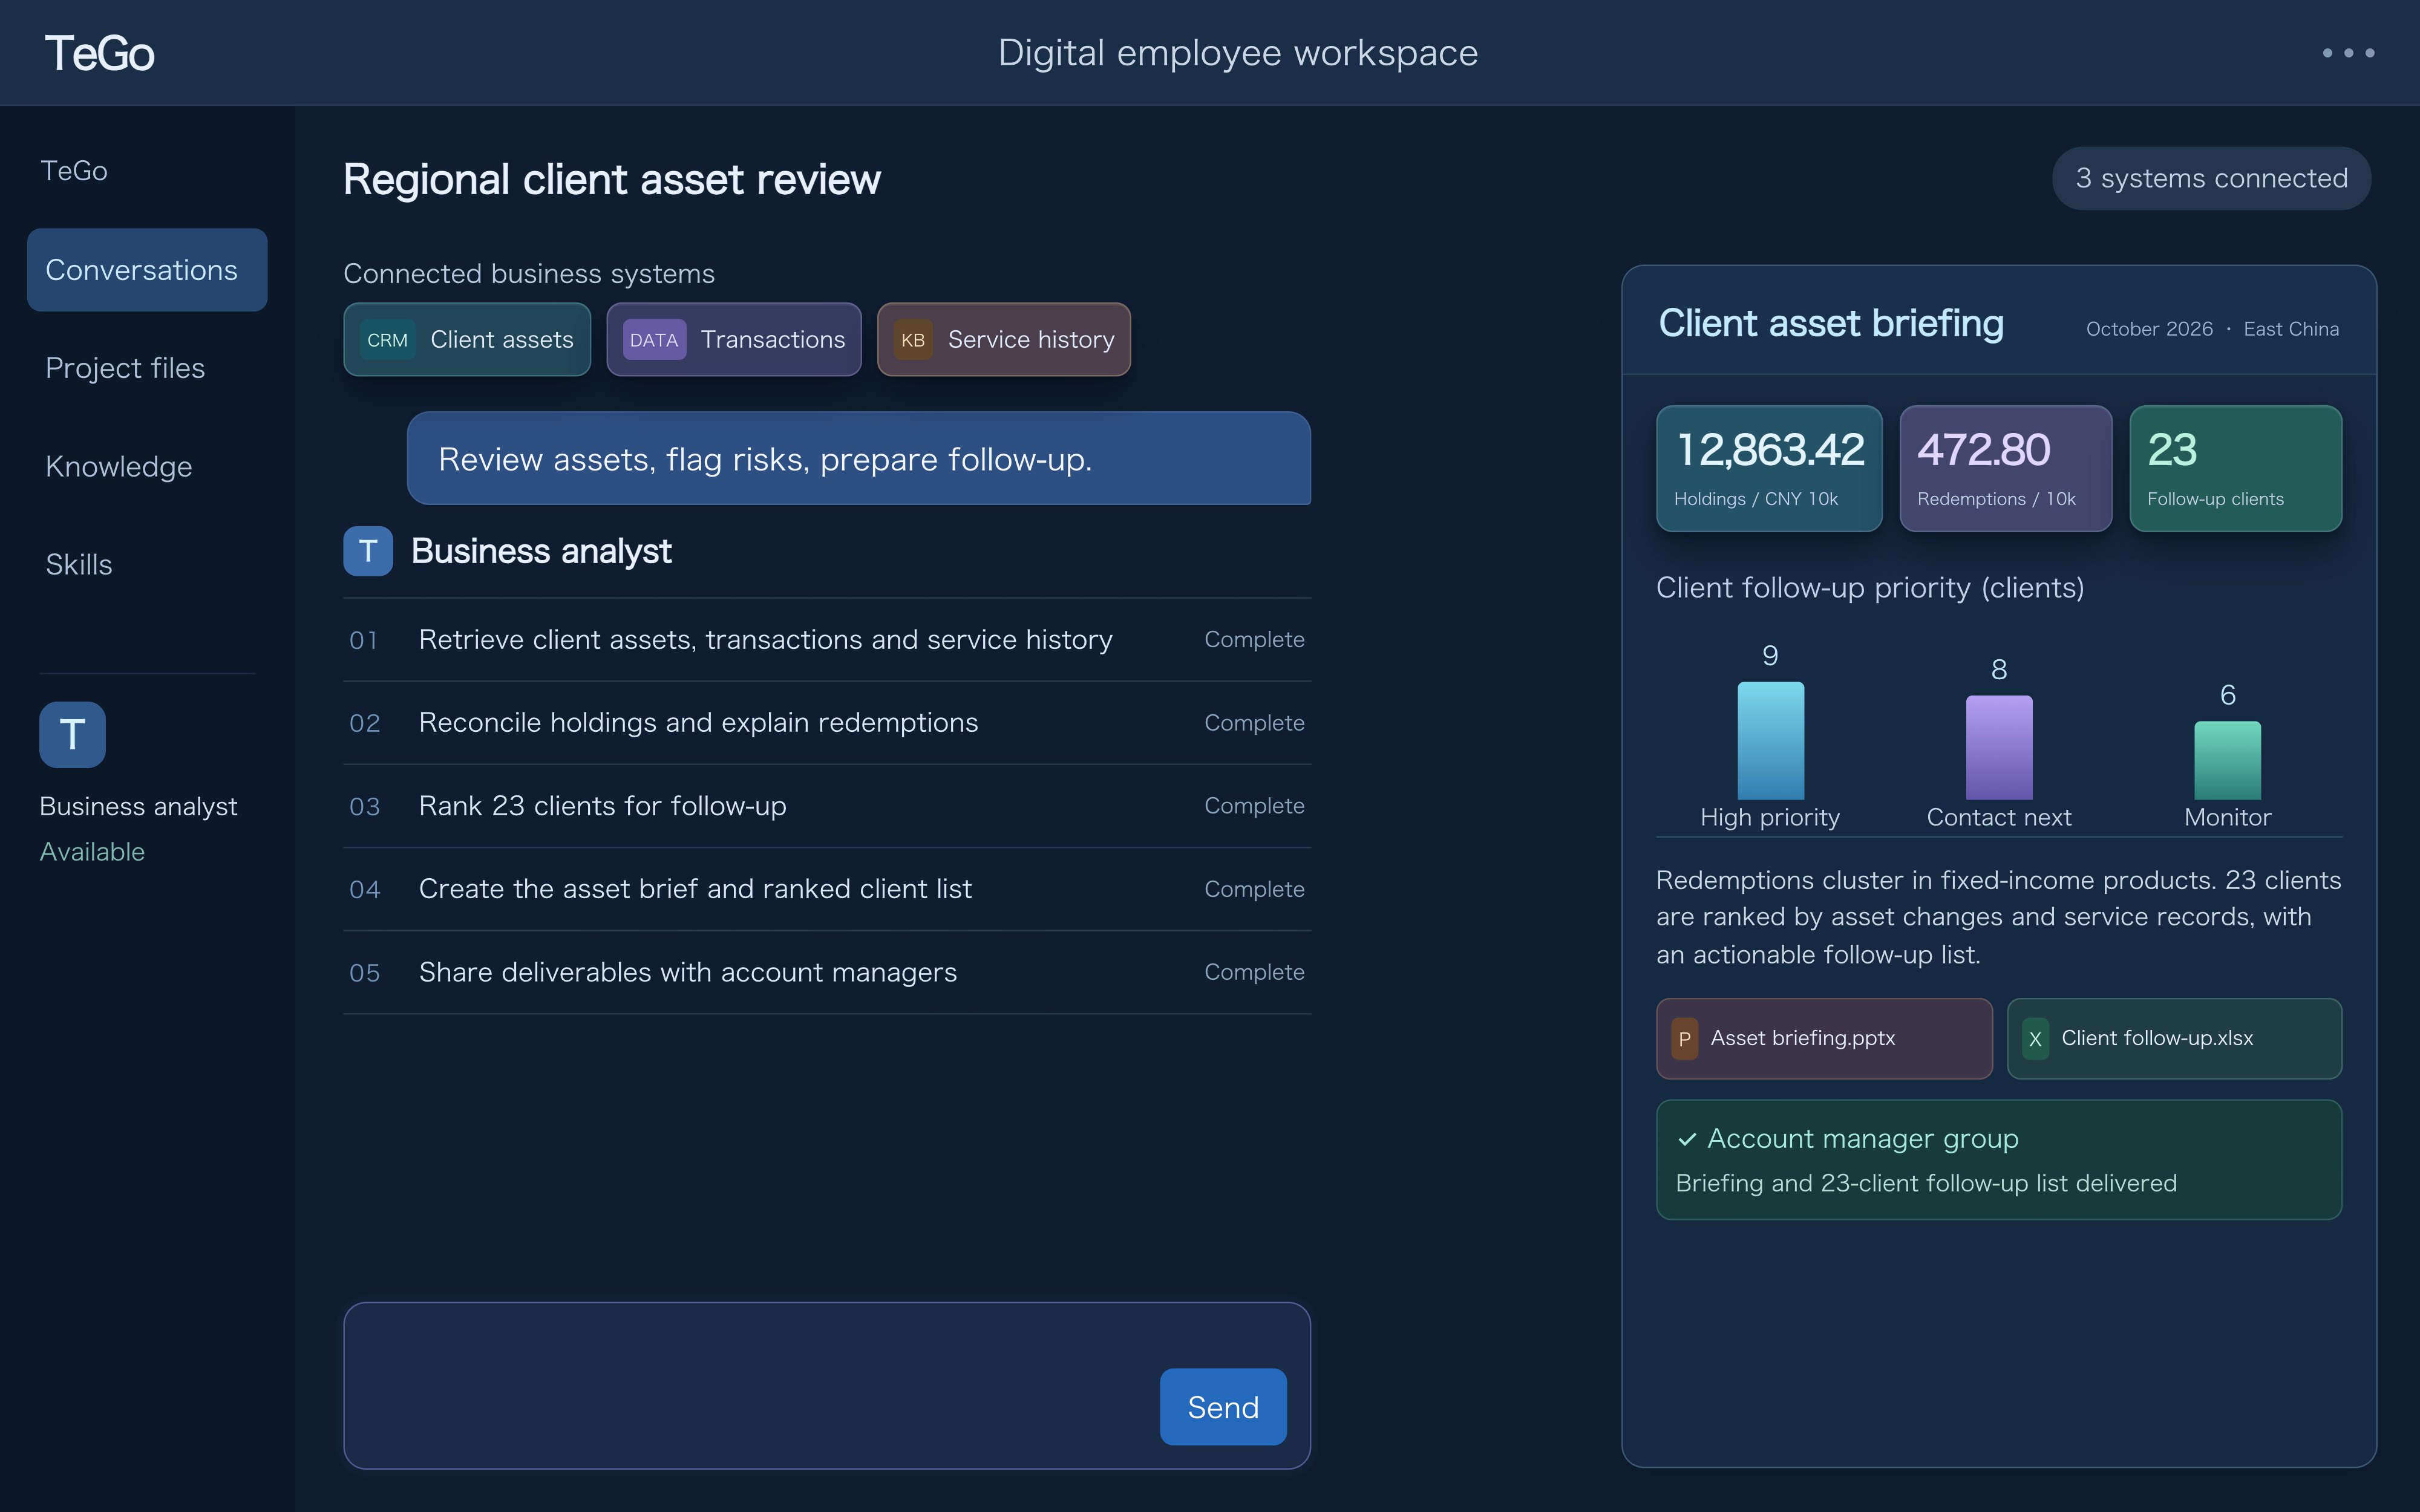 TeGo
Digital employee workspace
TeGo
Conversations
Project files
Knowledge
Skills
T
Business analyst
Available
Regional client asset review
3 systems connected
Connected business systems
CRM Client assets
DATA Transactions
KB Service history
Review assets, flag risks, prepare follow-up.
T Business analyst
01 Retrieve client assets, transactions and service history Complete
02 Reconcile holdings and explain redemptions Complete
03 Rank 23 clients for follow-up Complete
04 Create the asset brief and ranked client list Complete
05 Share deliverables with account managers Complete
Send
Client asset briefing
October 2026 · East China
12,863.42
Holdings / CNY 10k
472.80
Redemptions / 10k
23
Follow-up clients
Client follow-up priority (clients)
9
8
6
High priority
Contact next
Monitor
Redemptions cluster in fixed-income products. 23 clients
are ranked by asset changes and service records, with
an actionable follow-up list.
P Asset briefing.pptx
X Client follow-up.xlsx
✓ Account manager group
Briefing and 23-client follow-up list delivered